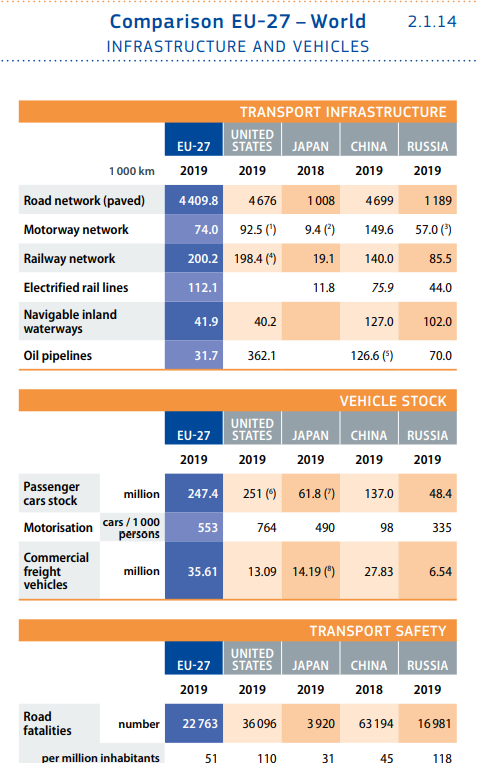 Comparison EU-27 – World 2.1.14
INFRASTRUCTURE AND VEHICLES
TRANSPORT INFRASTRUCTURE
EU-27 UNITED STATES JAPAN CHINA RUSSIA
1 000 km 2019 2019 2018 2019 2019
Road network (paved) 4 409.8 4 676 1 008 4 699 1 189
Motorway network 74.0 92.5 (¹) 9.4 (²) 149.6 57.0 (³)
Railway network 200.2 198.4 (⁴) 19.1 140.0 85.5
Electrified rail lines 112.1 11.8 75.9 44.0
Navigable inland waterways 41.9 40.2 127.0 102.0
Oil pipelines 31.7 362.1 126.6 (⁵) 70.0
VEHICLE STOCK
EU-27 UNITED STATES JAPAN CHINA RUSSIA
2019 2019 2019 2019 2019
Passenger cars stock million 247.4 251 (⁶) 61.8 (⁷) 137.0 48.4
Motorisation cars / 1 000 persons 553 764 490 98 335
Commercial freight vehicles million 35.61 13.09 14.19 (⁸) 27.83 6.54
TRANSPORT SAFETY
EU-27 UNITED STATES JAPAN CHINA RUSSIA
2019 2019 2019 2018 2019
Road fatalities number 22 763 36 096 3 920 63 194 16 981
per million inhabitants 51 110 31 45 118